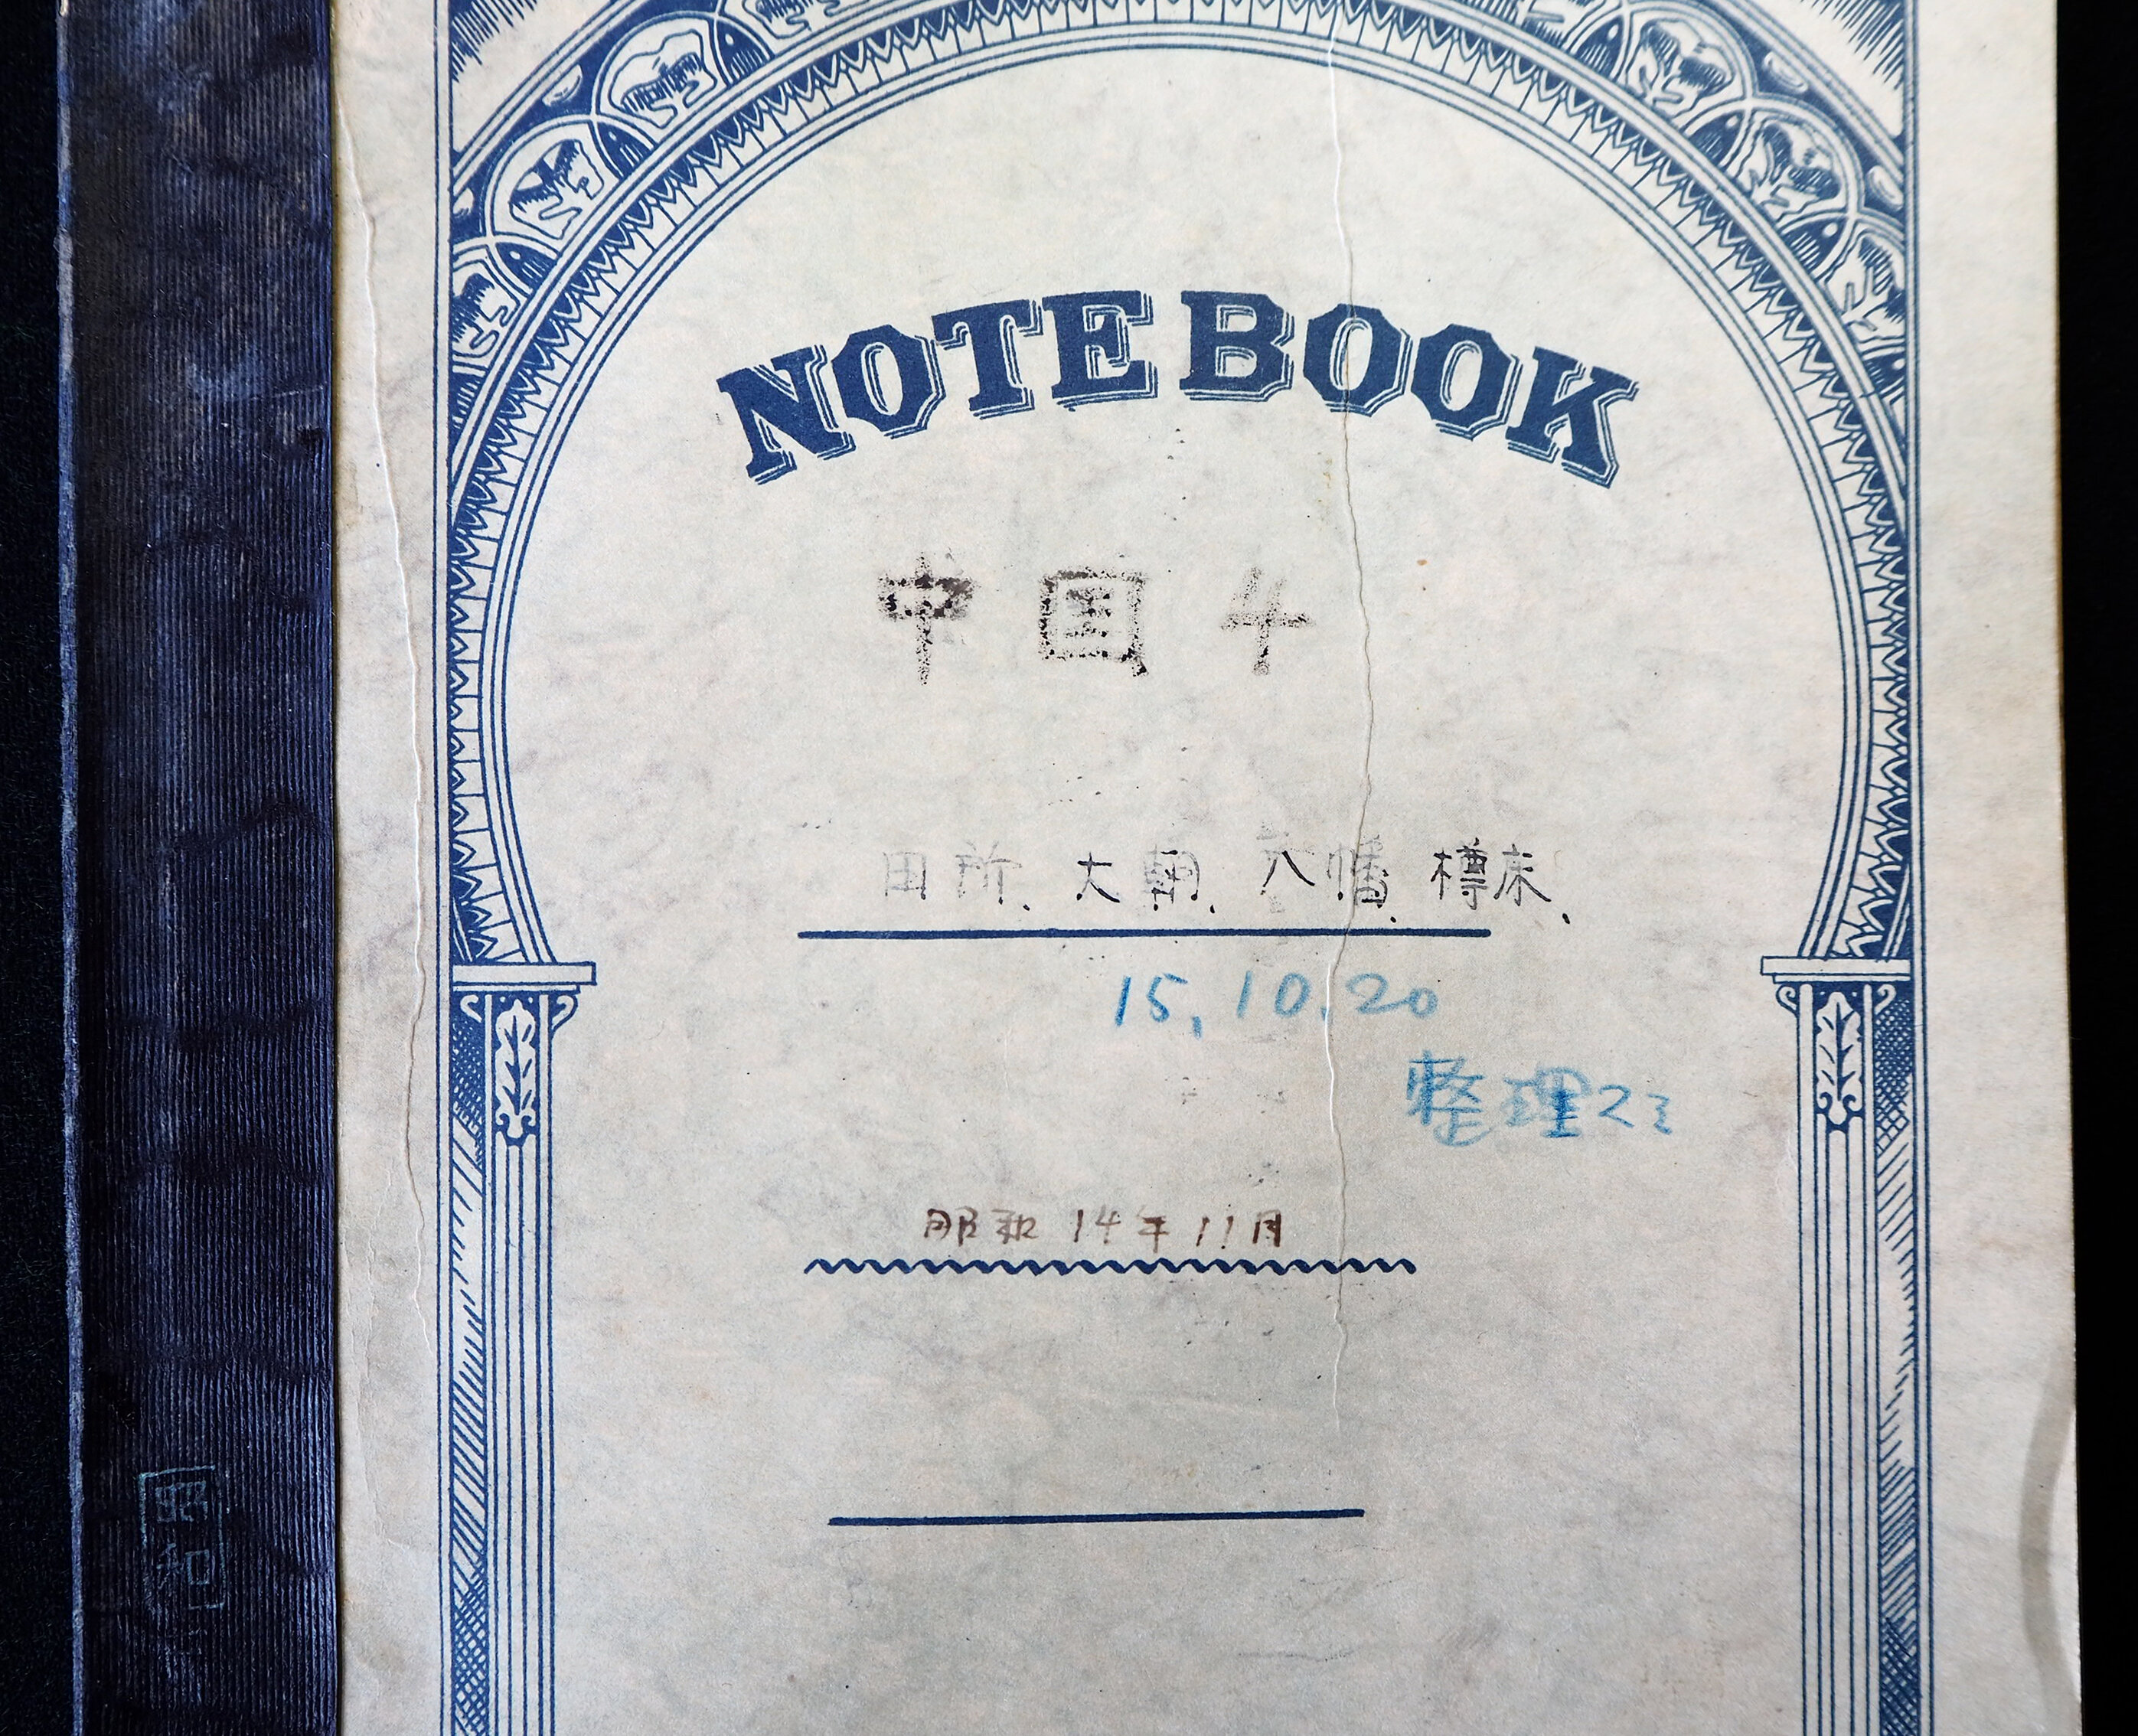 NOTE BOOK
中国4
田所、大朝、八幡、樽床、
15,10,20
整理スミ
昭和14年11月
昭和